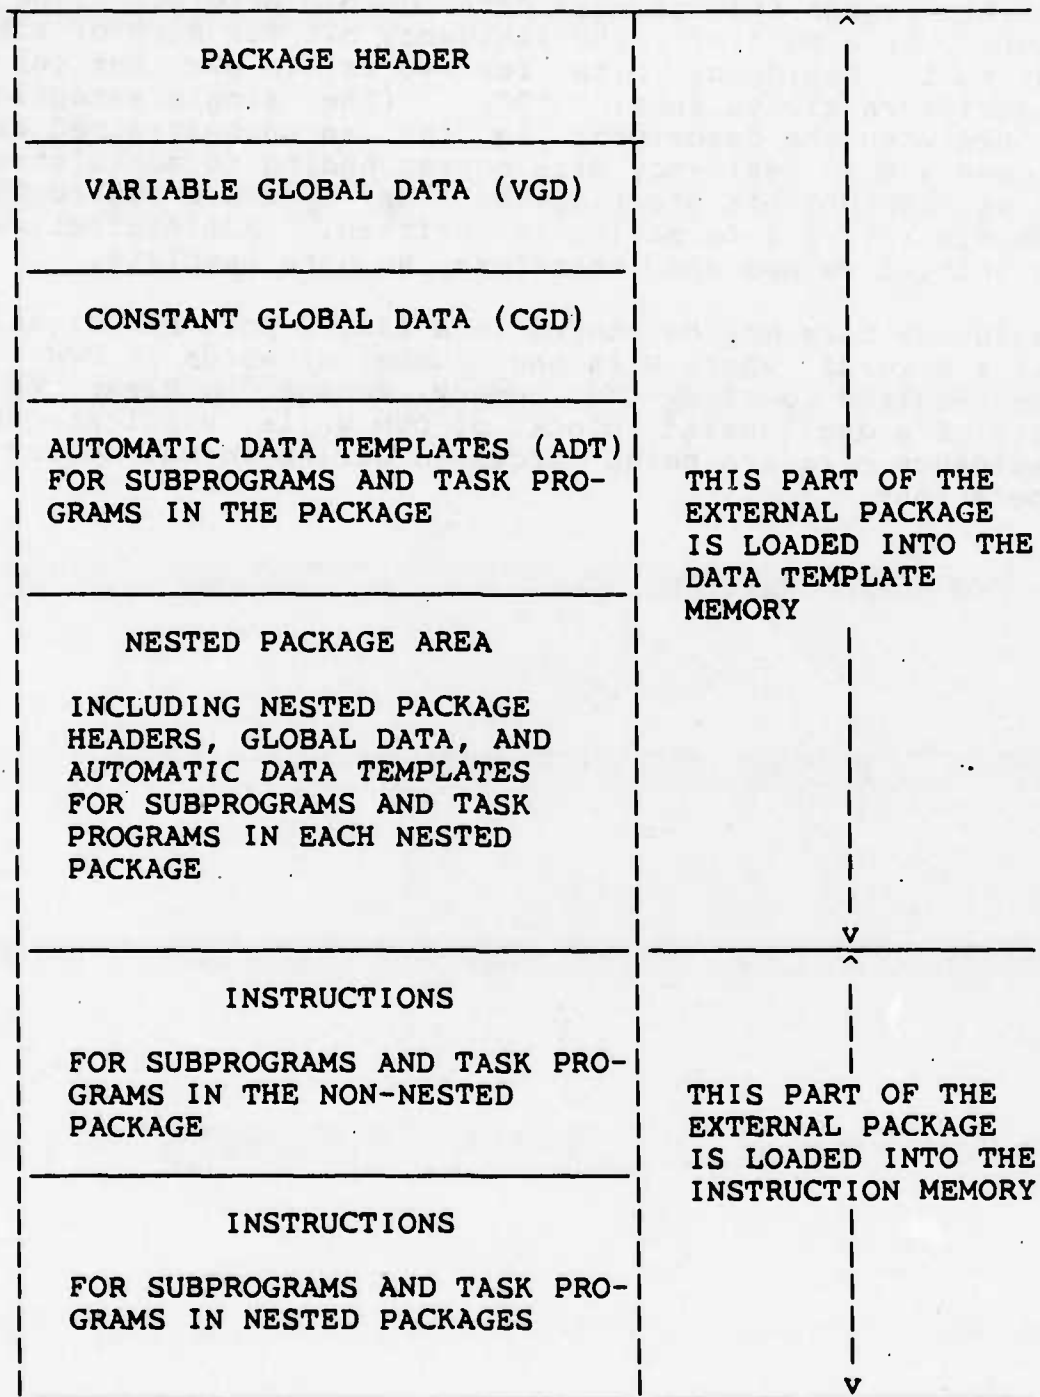 PACKAGE HEADER
VARIABLE GLOBAL DATA (VGD)
CONSTANT GLOBAL DATA (CGD)
AUTOMATIC DATA TEMPLATES (ADT)
FOR SUBPROGRAMS AND TASK PRO-
GRAMS IN THE PACKAGE
THIS PART OF THE
EXTERNAL PACKAGE
IS LOADED INTO THE
DATA TEMPLATE
MEMORY
NESTED PACKAGE AREA
INCLUDING NESTED PACKAGE
HEADERS, GLOBAL DATA, AND
AUTOMATIC DATA TEMPLATES
FOR SUBPROGRAMS AND TASK
PROGRAMS IN EACH NESTED
PACKAGE
INSTRUCTIONS
FOR SUBPROGRAMS AND TASK PRO-
GRAMS IN THE NON-NESTED
PACKAGE
THIS PART OF THE
EXTERNAL PACKAGE
IS LOADED INTO THE
INSTRUCTION MEMORY
INSTRUCTIONS
FOR SUBPROGRAMS AND TASK PRO-
GRAMS IN NESTED PACKAGES